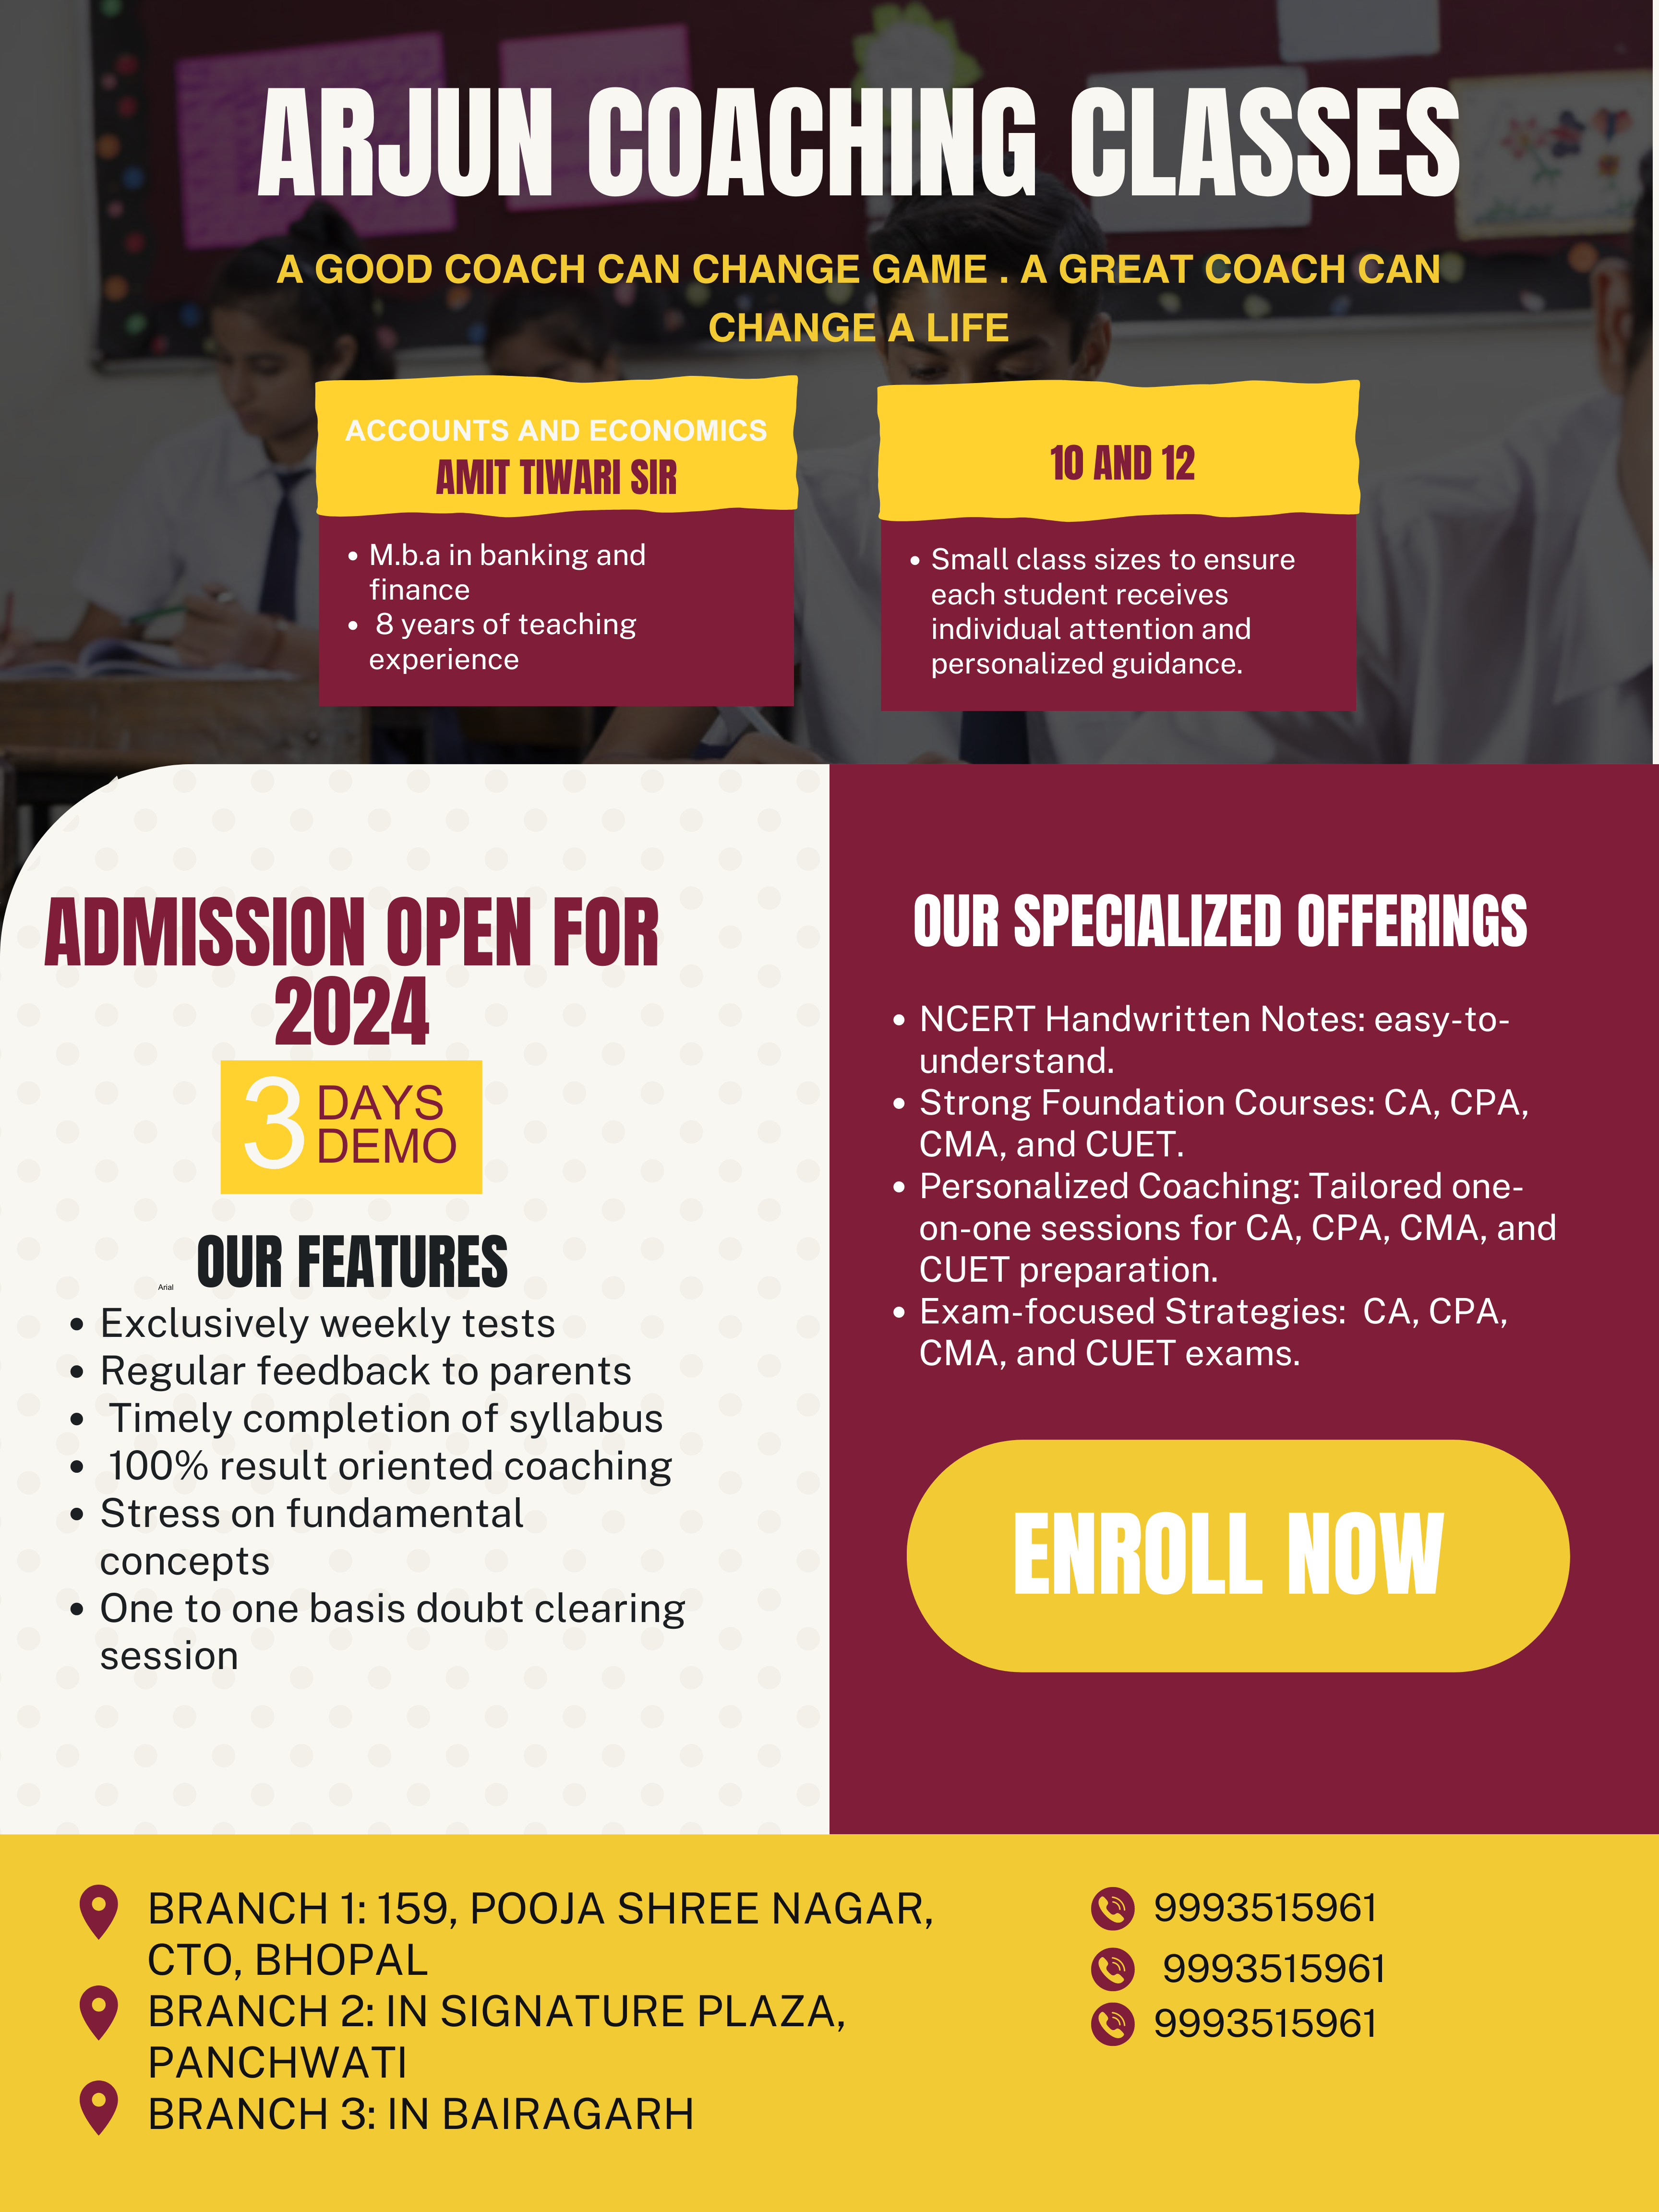 ARJUN COACHING CLASSES
A GOOD COACH CAN CHANGE GAME . A GREAT COACH CAN
CHANGE A LIFE
ACCOUNTS AND ECONOMICS
AMIT TIWARI SIR
• M.b.a in banking and
finance
• 8 years of teaching
experience
10 AND 12
• Small class sizes to ensure
each student receives
individual attention and
personalized guidance.
ADMISSION OPEN FOR
2024
3 DAYS
DEMO
OUR FEATURES
Arial
• Exclusively weekly tests
• Regular feedback to parents
• Timely completion of syllabus
• 100% result oriented coaching
• Stress on fundamental
concepts
• One to one basis doubt clearing
session
OUR SPECIALIZED OFFERINGS
• NCERT Handwritten Notes: easy-to-
understand.
• Strong Foundation Courses: CA, CPA,
CMA, and CUET.
• Personalized Coaching: Tailored one-
on-one sessions for CA, CPA, CMA, and
CUET preparation.
• Exam-focused Strategies: CA, CPA,
CMA, and CUET exams.
ENROLL NOW
BRANCH 1: 159, POOJA SHREE NAGAR,
CTO, BHOPAL
BRANCH 2: IN SIGNATURE PLAZA,
PANCHWATI
BRANCH 3: IN BAIRAGARH
9993515961
9993515961
9993515961